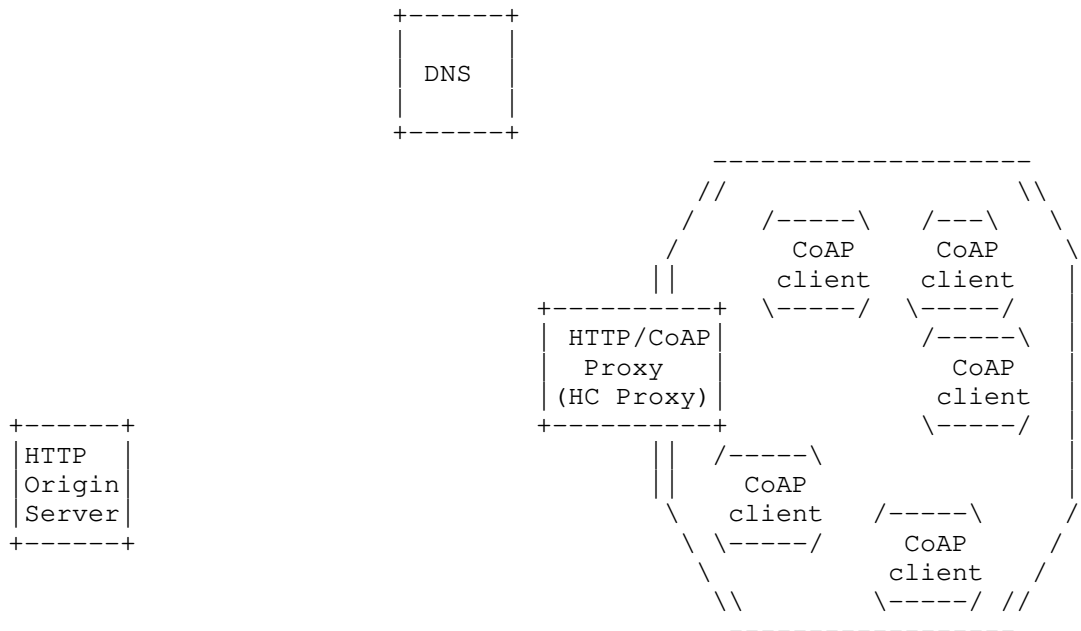 DNS
CoAP CoAP
client client
HTTP/CoAP
Proxy CoAP
(HC Proxy) client
HTTP
Origin CoAP
Server client
CoAP
client